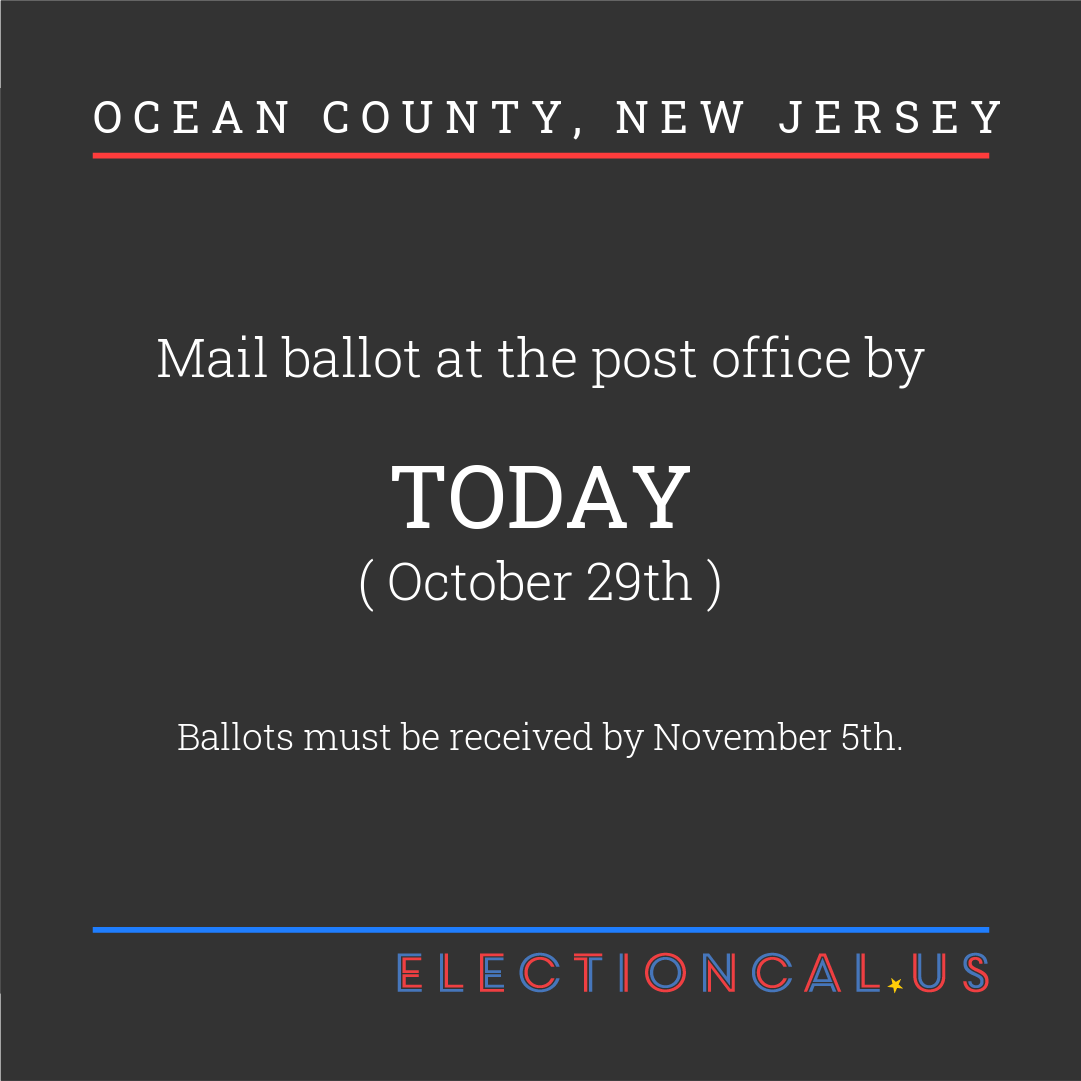 OCEAN COUNTY, NEW JERSEY
Mail ballot at the post office by
TODAY
( October 29th )
Ballots must be received by November 5th.
ELECTIONCAL.US